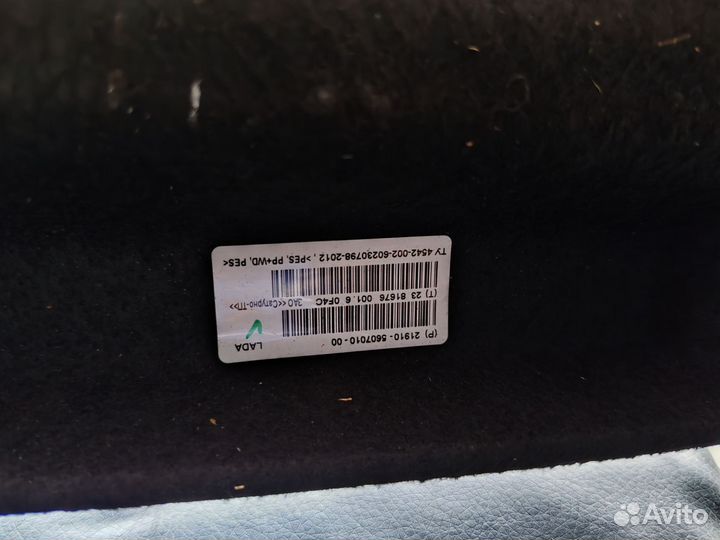 LADA
(P) 21910 - 5607010 - 00
(T) 23 81676 001. 6 0F4C
ЗАО <<Сатурно-ТП>>
ТУ 4542-002-60230798-2012 , >PES, PP+WD, PES<
Avito